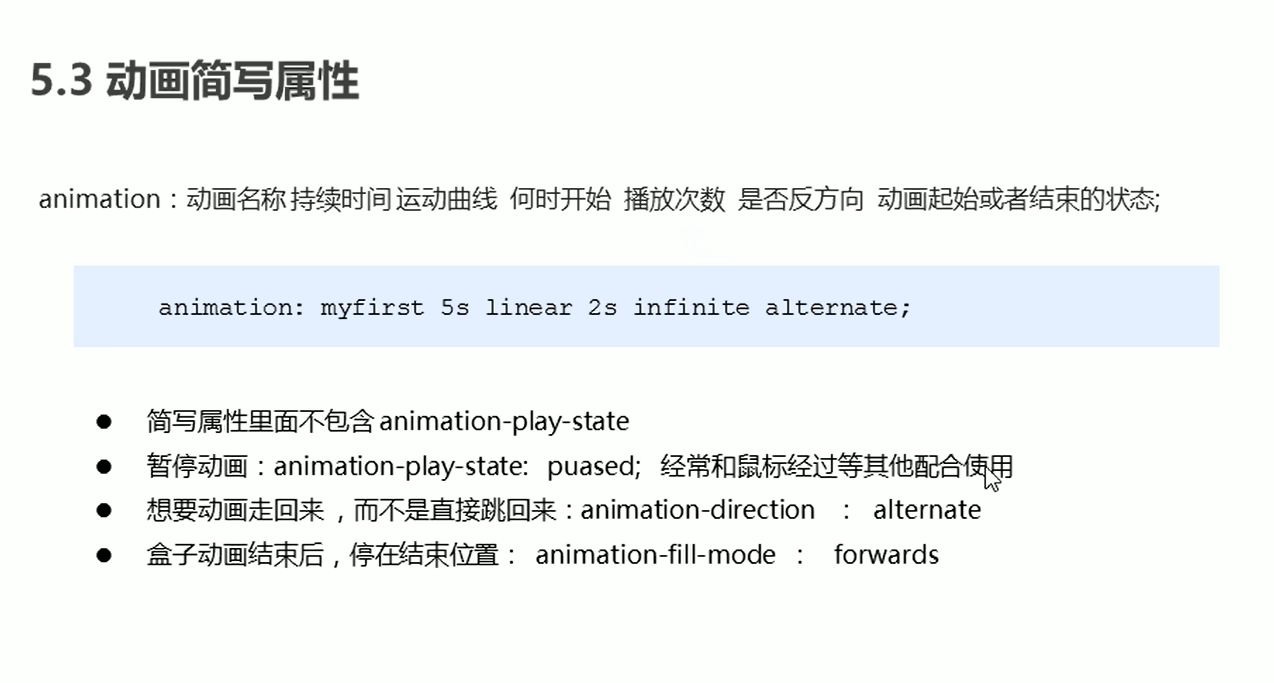 5.3 动画简写属性
animation：动画名称 持续时间 运动曲线 何时开始 播放次数 是否反方向 动画起始或者结束的状态;
animation: myfirst 5s linear 2s infinite alternate;
● 简写属性里面不包含 animation-play-state
● 暂停动画：animation-play-state: puased; 经常和鼠标经过等其他配合使用
● 想要动画走回来 ，而不是直接跳回来：animation-direction ： alternate
● 盒子动画结束后，停在结束位置： animation-fill-mode ： forwards